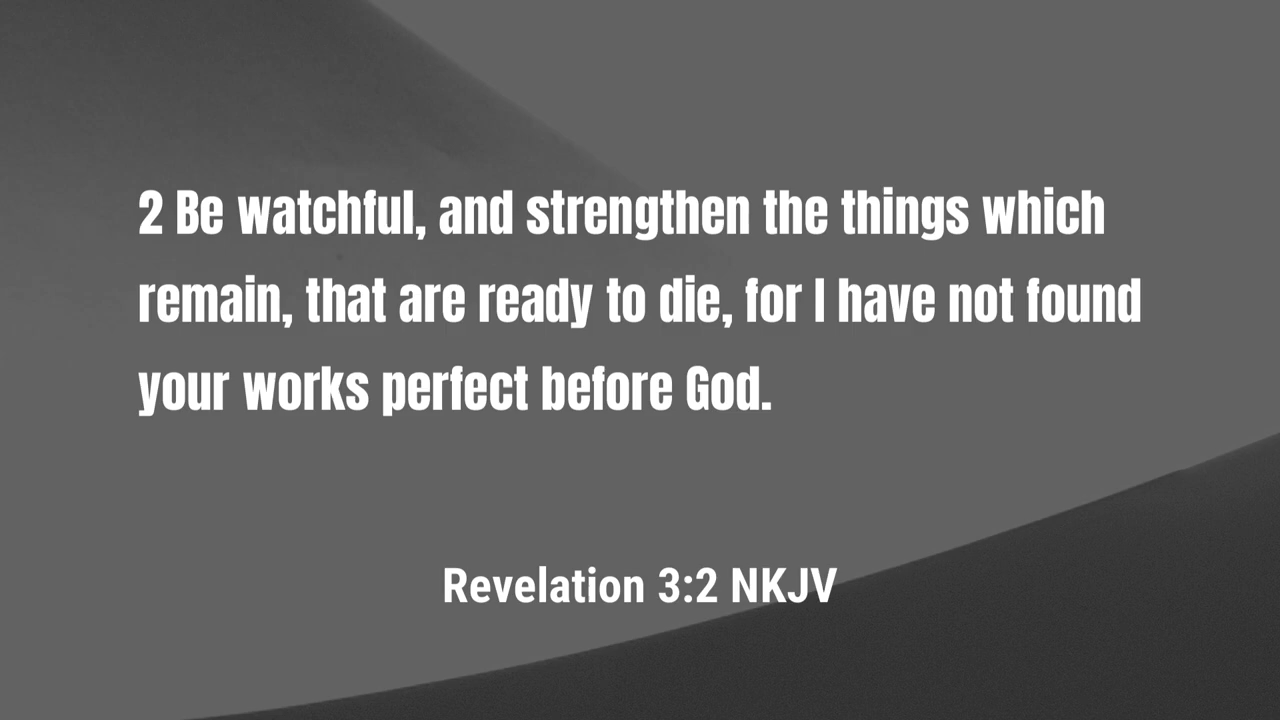 2 Be watchful, and strengthen the things which
remain, that are ready to die, for I have not found
your works perfect before God.
Revelation 3:2 NKJV